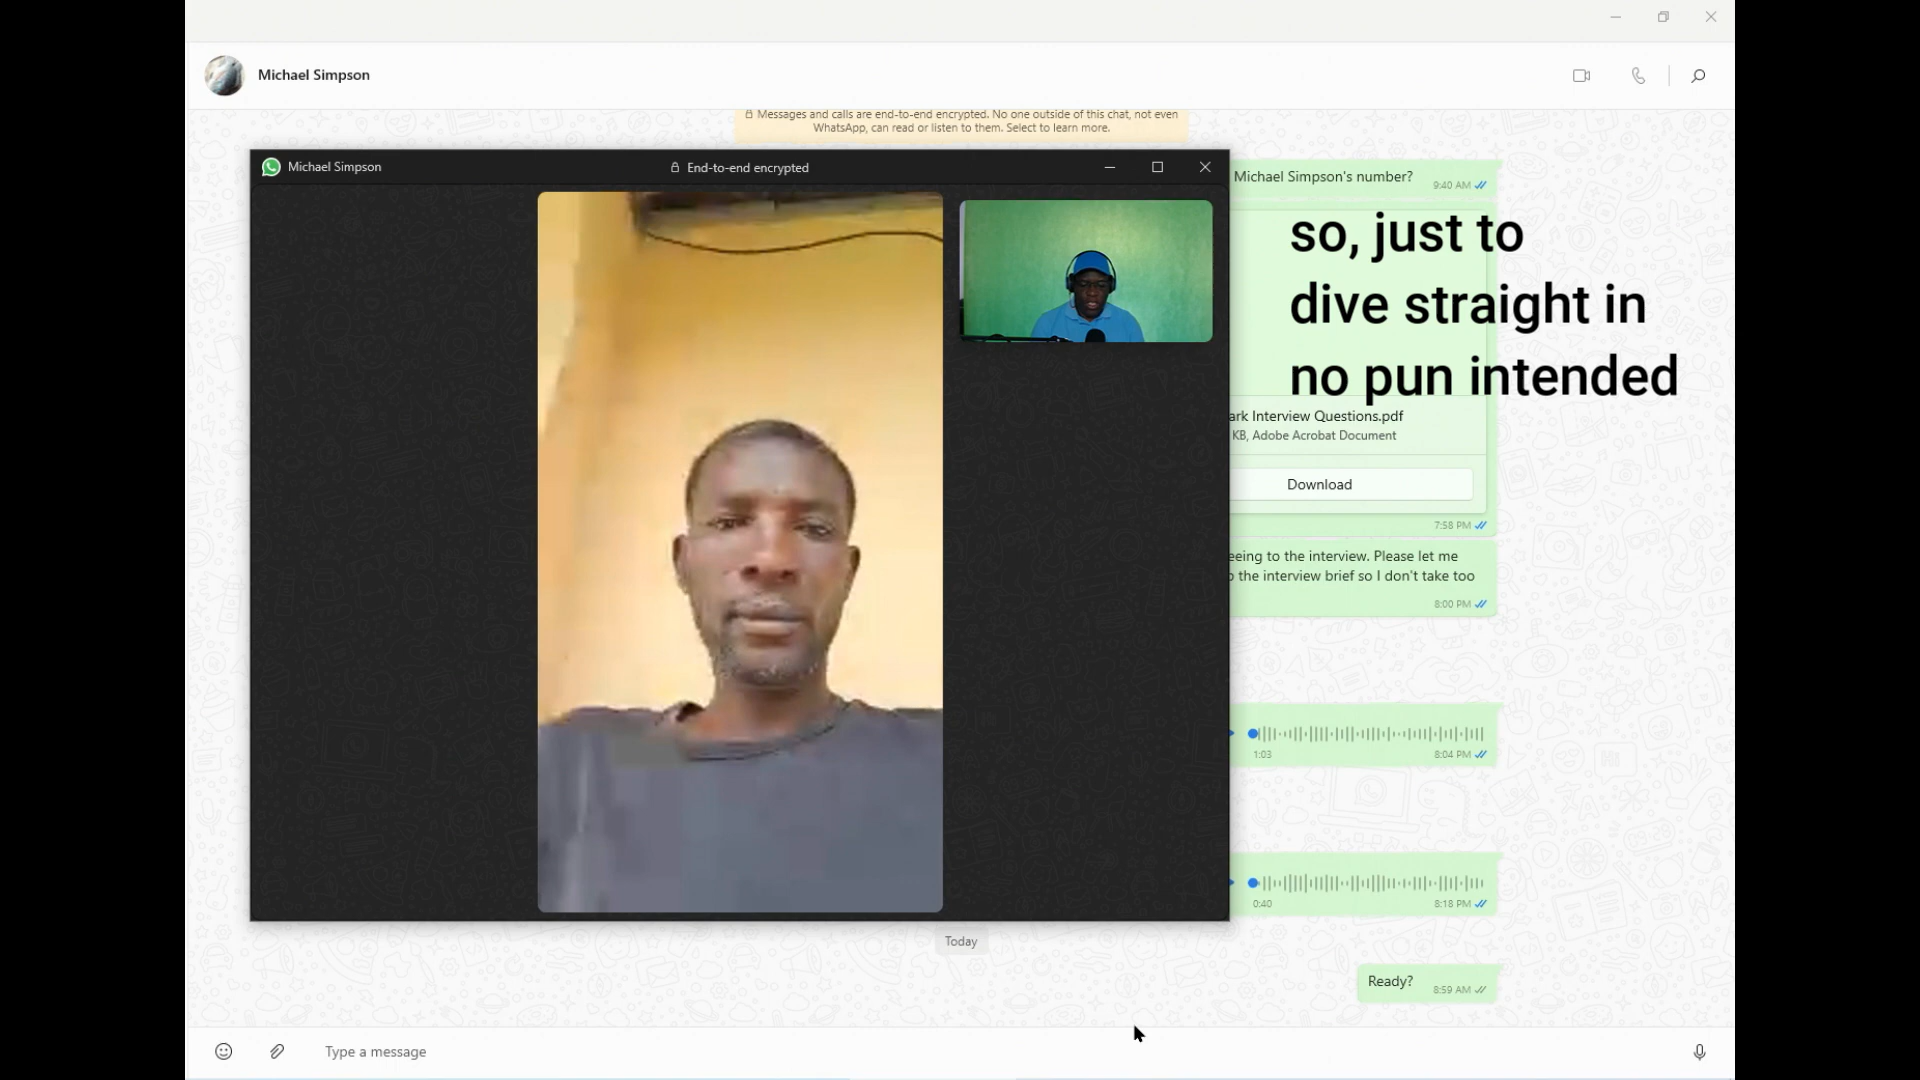 Michael Simpson
Messages and calls are end-to-end encrypted. No one outside of this chat, not even
WhatsApp, can read or listen to them. Select to learn more.
Michael Simpson
End-to-end encrypted
Michael Simpson's number?
9:40 AM
so, just to
dive straight in
no pun intended
ark Interview Questions.pdf
KB, Adobe Acrobat Document
Download
7:58 PM
eeing to the interview. Please let me
the interview brief so I don't take too
8:00 PM
1:03
8:04 PM
0:40
8:18 PM
Today
Ready?
8:59 AM
Type a message